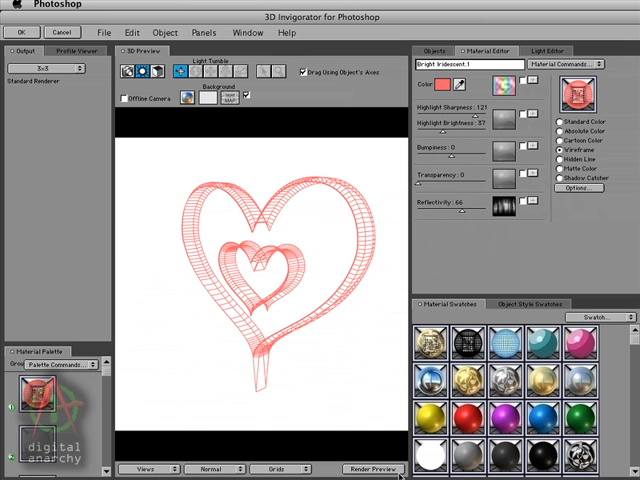 Photoshop
3D Invigorator for Photoshop
OK
Cancel
File
Edit
Object
Panels
Window
Help
Output
Profile Viewer
3×3
Standard Renderer
3D Preview
Light Tumble
Drag Using Object's Axes
Background
Offline Camera
MAP
Objects
Material Editor
Light Editor
Bright Iridescent.1
Material Commands...
Color
Highlight Sharpness: 121
Highlight Brightness: 37
Bumpiness: 0
Transparency: 0
Reflectivity: 66
Standard Color
Absolute Color
Cartoon Color
Wireframe
Hidden Line
Matte Color
Shadow Catcher
Options...
Material Swatches
Object Style Swatches
Swatch...
Material Palette
Palette Commands...
digital
anarchy
Views
Normal
Grids
Render Preview